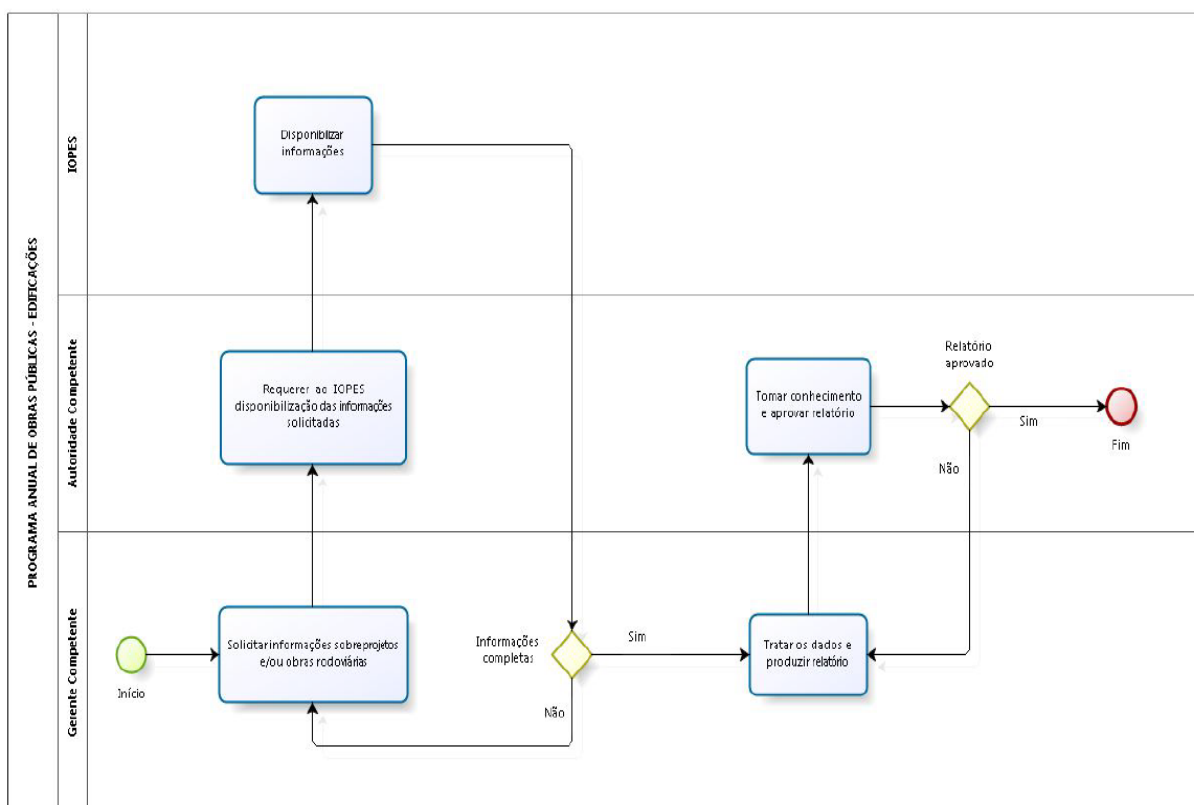 PROGRAMA ANUAL DE OBRAS PÚBLICAS - EDIFICAÇÕES
IOPES
Disponibilizar
informações
Autoridade Competente
Requerer ao IOPES
disponibilização das informações
solicitadas
Tomar conhecimento
e aprovar relatório
Relatório
aprovado
Sim
Não
Fim
Gerente Competente
Início
Solicitar informações sobre projetos
e/ou obras rodoviárias
Informações
completas
Sim
Não
Tratar os dados e
produzir relatório